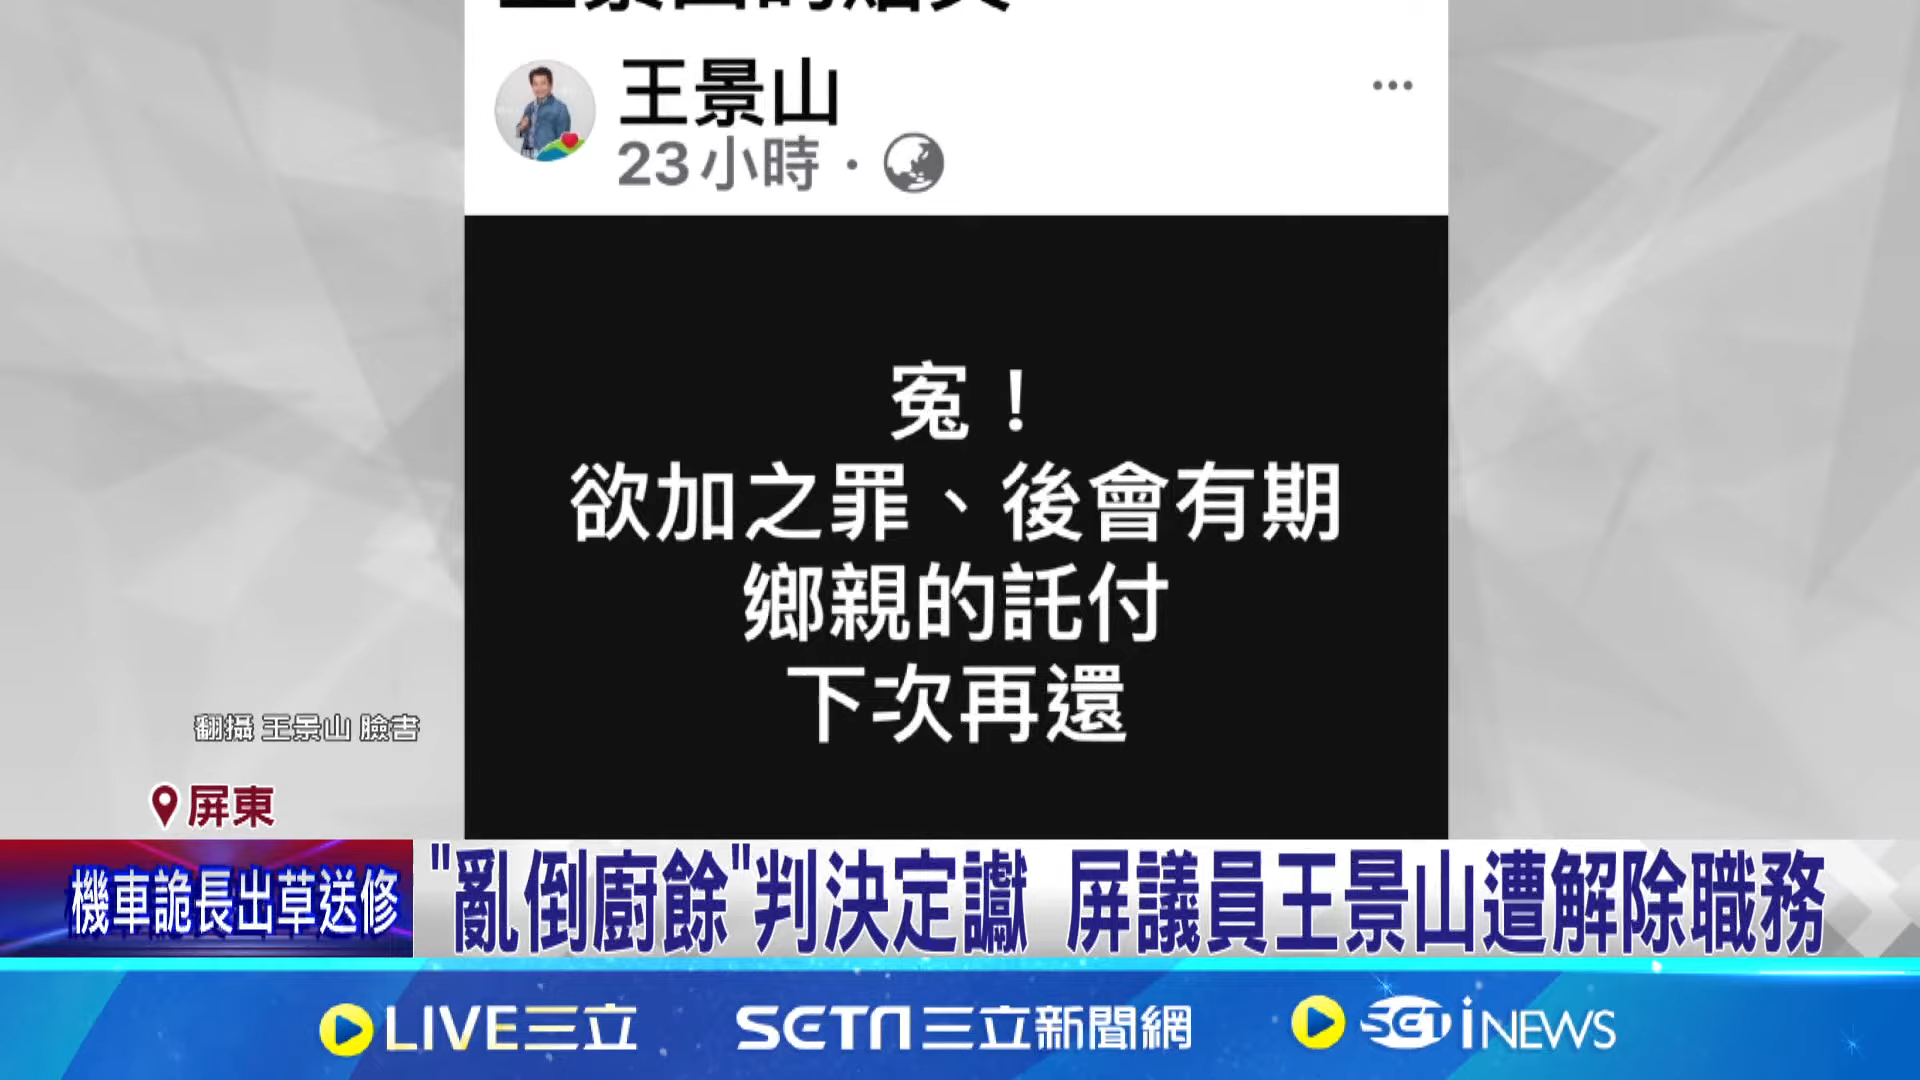 王景山
23小時 ·
冤！
欲加之罪、後會有期
鄉親的託付
下次再還
翻攝 王景山 臉書
屏東
機車詭長出草送修
"亂倒廚餘"判決定讞 屏議員王景山遭解除職務
LIVE三立
SETN三立新聞網
SET iNEWS